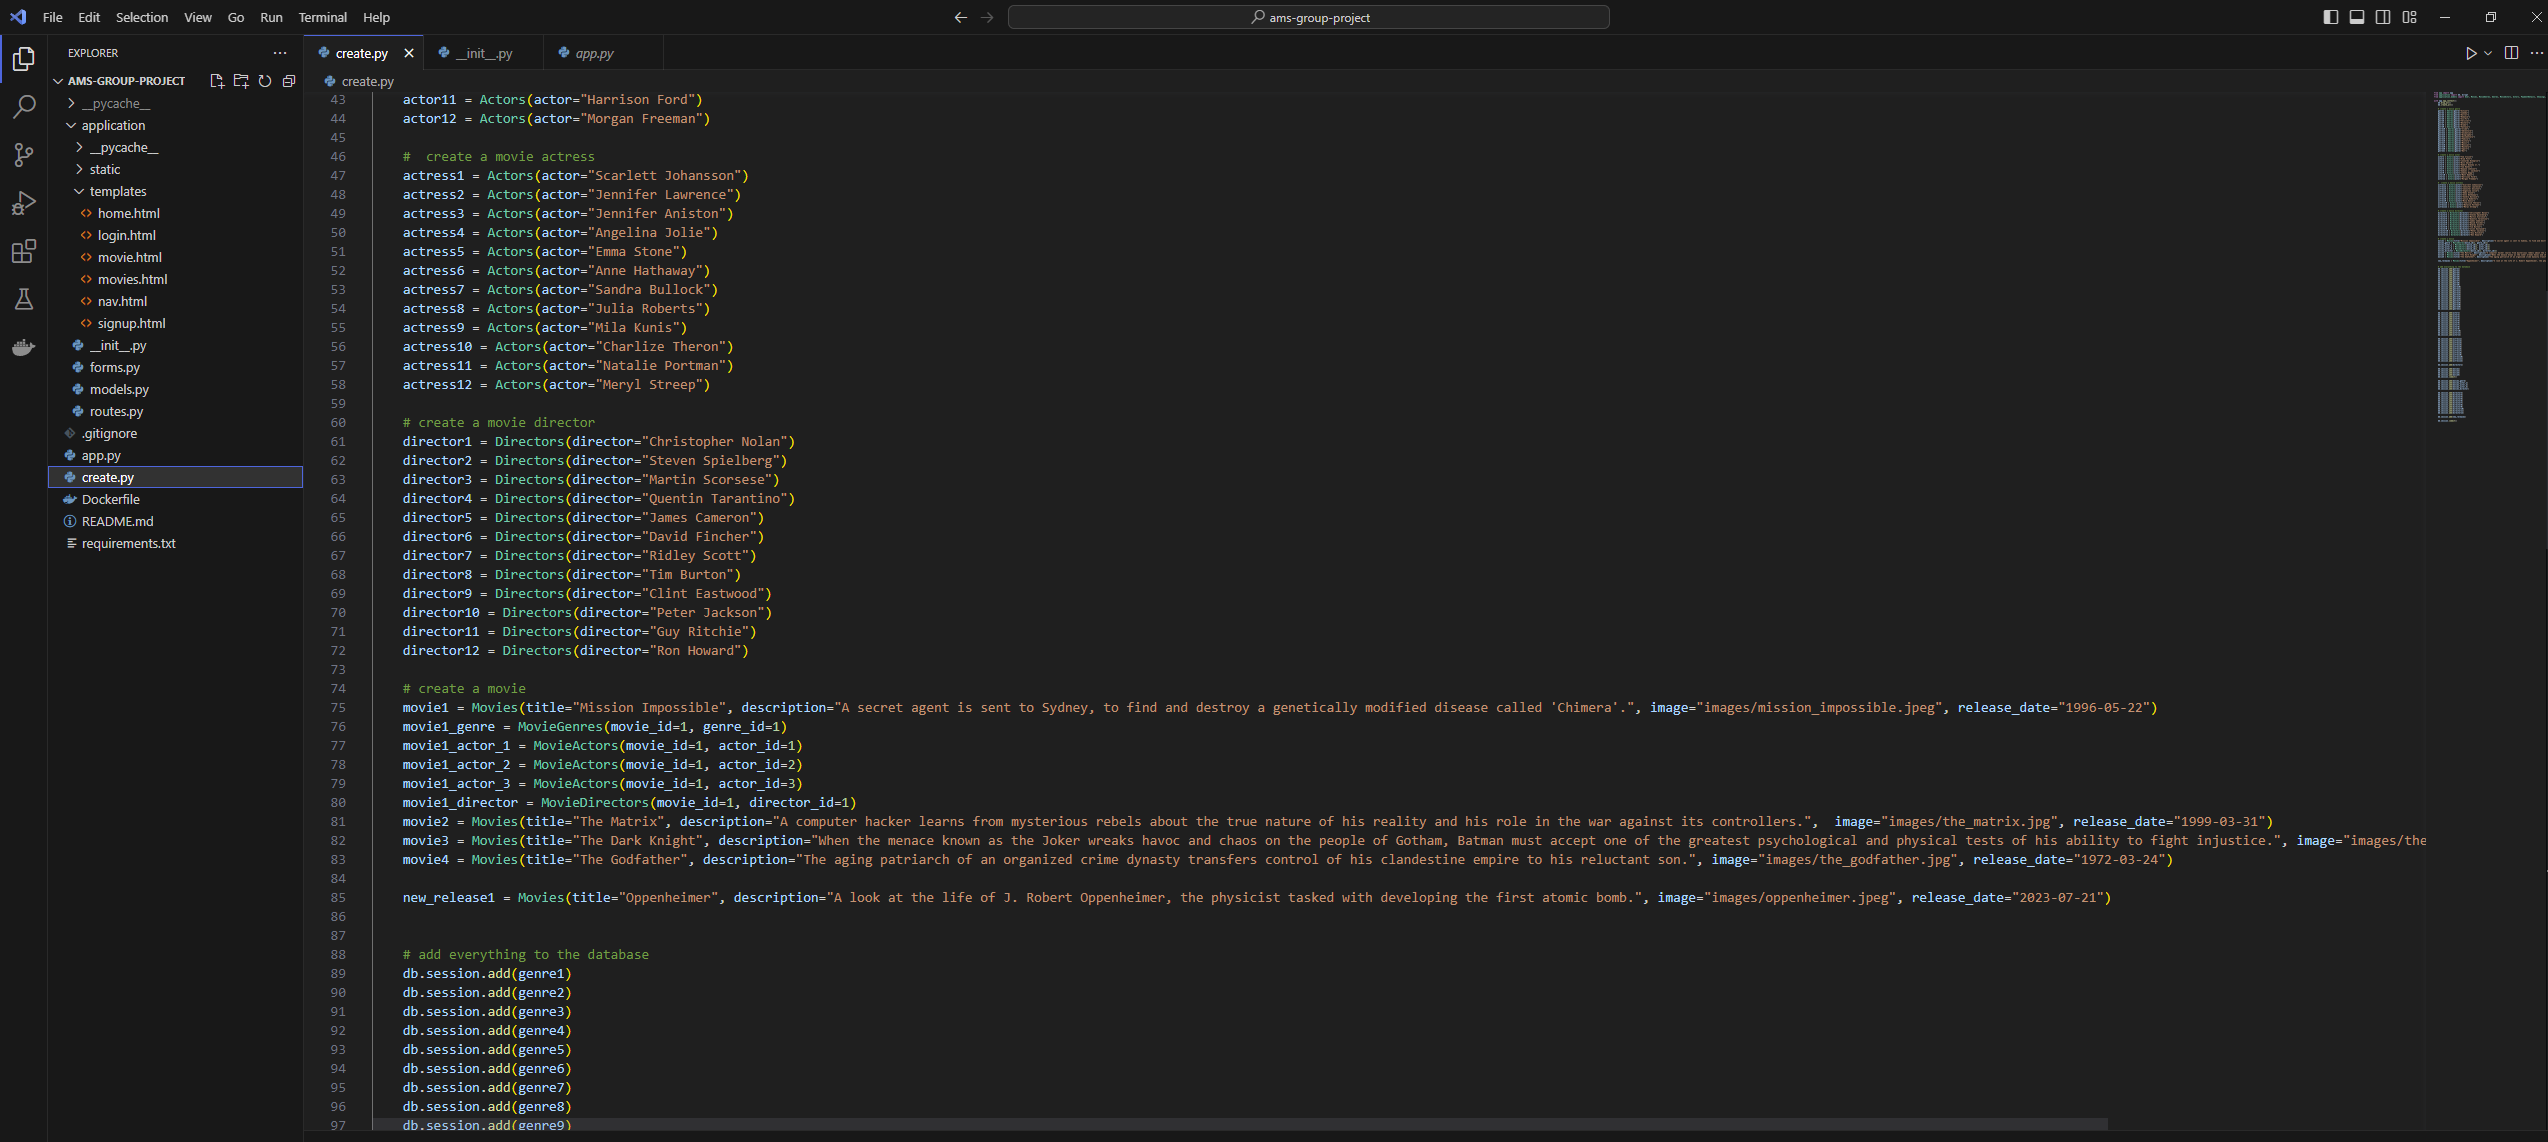 File Edit Selection View Go Run Terminal Help
ams-group-project
EXPLORER
create.py
__init__.py
app.py
AMS-GROUP-PROJECT
create.py
__pycache__
application
__pycache__
static
templates
home.html
login.html
movie.html
movies.html
nav.html
signup.html
__init__.py
forms.py
models.py
routes.py
.gitignore
app.py
create.py
Dockerfile
README.md
requirements.txt
43 actor11 = Actors(actor="Harrison Ford")
44 actor12 = Actors(actor="Morgan Freeman")
45
46 #  create a movie actress
47 actress1 = Actors(actor="Scarlett Johansson")
48 actress2 = Actors(actor="Jennifer Lawrence")
49 actress3 = Actors(actor="Jennifer Aniston")
50 actress4 = Actors(actor="Angelina Jolie")
51 actress5 = Actors(actor="Emma Stone")
52 actress6 = Actors(actor="Anne Hathaway")
53 actress7 = Actors(actor="Sandra Bullock")
54 actress8 = Actors(actor="Julia Roberts")
55 actress9 = Actors(actor="Mila Kunis")
56 actress10 = Actors(actor="Charlize Theron")
57 actress11 = Actors(actor="Natalie Portman")
58 actress12 = Actors(actor="Meryl Streep")
59
60 # create a movie director
61 director1 = Directors(director="Christopher Nolan")
62 director2 = Directors(director="Steven Spielberg")
63 director3 = Directors(director="Martin Scorsese")
64 director4 = Directors(director="Quentin Tarantino")
65 director5 = Directors(director="James Cameron")
66 director6 = Directors(director="David Fincher")
67 director7 = Directors(director="Ridley Scott")
68 director8 = Directors(director="Tim Burton")
69 director9 = Directors(director="Clint Eastwood")
70 director10 = Directors(director="Peter Jackson")
71 director11 = Directors(director="Guy Ritchie")
72 director12 = Directors(director="Ron Howard")
73
74 # create a movie
75 movie1 = Movies(title="Mission Impossible", description="A secret agent is sent to Sydney, to find and destroy a genetically modified disease called 'Chimera'.", image="images/mission_impossible.jpeg", release_date="1996-05-22")
76 movie1_genre = MovieGenres(movie_id=1, genre_id=1)
77 movie1_actor_1 = MovieActors(movie_id=1, actor_id=1)
78 movie1_actor_2 = MovieActors(movie_id=1, actor_id=2)
79 movie1_actor_3 = MovieActors(movie_id=1, actor_id=3)
80 movie1_director = MovieDirectors(movie_id=1, director_id=1)
81 movie2 = Movies(title="The Matrix", description="A computer hacker learns from mysterious rebels about the true nature of his reality and his role in the war against its controllers.",  image="images/the_matrix.jpg", release_date="1999-03-31")
82 movie3 = Movies(title="The Dark Knight", description="When the menace known as the Joker wreaks havoc and chaos on the people of Gotham, Batman must accept one of the greatest psychological and physical tests of his ability to fight injustice.", image="images/the
83 movie4 = Movies(title="The Godfather", description="The aging patriarch of an organized crime dynasty transfers control of his clandestine empire to his reluctant son.", image="images/the_godfather.jpg", release_date="1972-03-24")
84
85 new_release1 = Movies(title="Oppenheimer", description="A look at the life of J. Robert Oppenheimer, the physicist tasked with developing the first atomic bomb.", image="images/oppenheimer.jpeg", release_date="2023-07-21")
86
87
88 # add everything to the database
89 db.session.add(genre1)
90 db.session.add(genre2)
91 db.session.add(genre3)
92 db.session.add(genre4)
93 db.session.add(genre5)
94 db.session.add(genre6)
95 db.session.add(genre7)
96 db.session.add(genre8)
97 db.session.add(genre9)